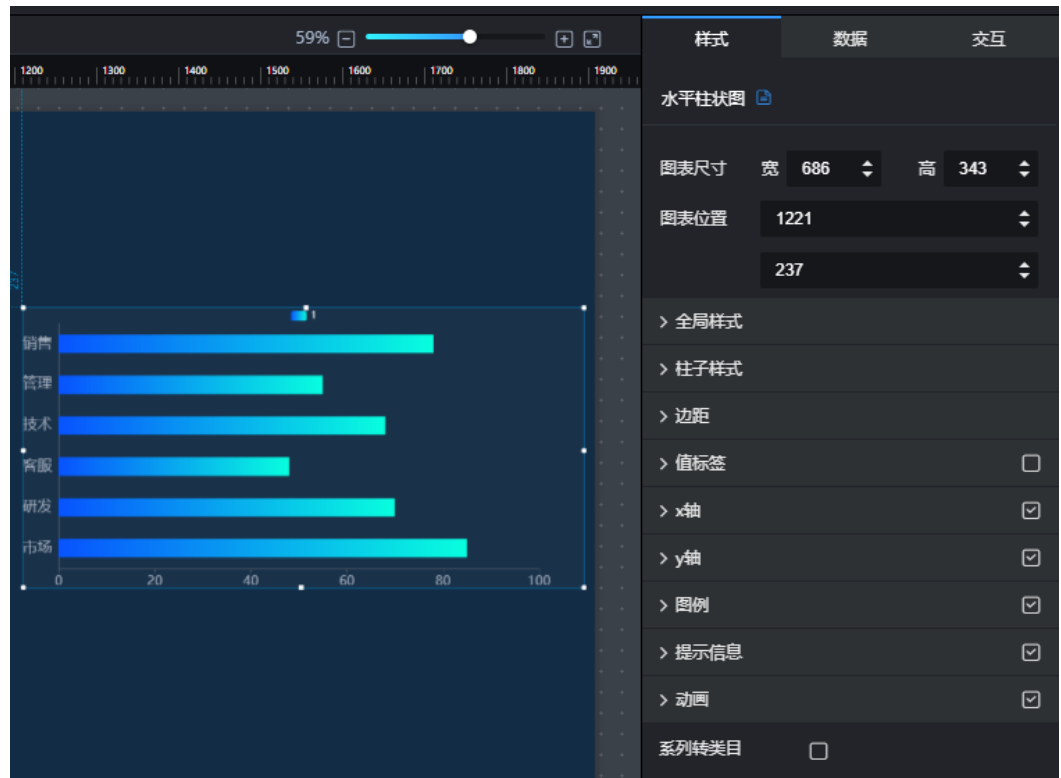 59%
样式 数据 交互
1200 1300 1400 1500 1600 1700 1800 1900
水平柱状图
图表尺寸 宽 686 高 343
图表位置 1221
237
237
1
全局样式
销售
柱子样式
管理
边距
技术
值标签
客服
x轴
研发
y轴
市场
0 20 40 60 80 100
图例
提示信息
动画
系列转类目